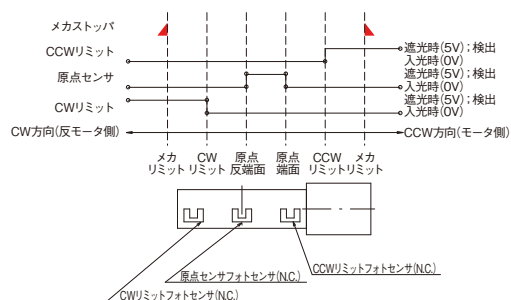 メカストッパ
CCWリミット
遮光時(5V);検出
入光時(0V)
原点センサ
遮光時(5V);検出
入光時(0V)
CWリミット
遮光時(5V);検出
入光時(0V)
CW方向(反モータ側)
CCW方向(モータ側)
メカ
リミット
CW
リミット
原点
反端面
原点
端面
CCW
リミット
メカ
リミット
CCWリミットフォトセンサ(N.C.)
原点センサフォトセンサ(N.C.)
CWリミットフォトセンサ(N.C.)